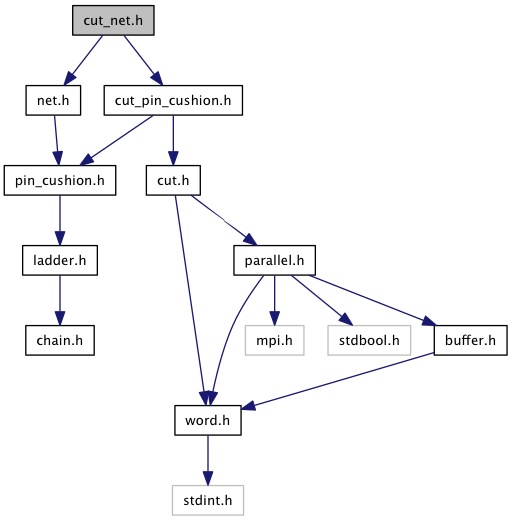 cut_net.h
net.h
cut_pin_cushion.h
pin_cushion.h
cut.h
ladder.h
parallel.h
chain.h
mpi.h
stdbool.h
buffer.h
word.h
stdint.h